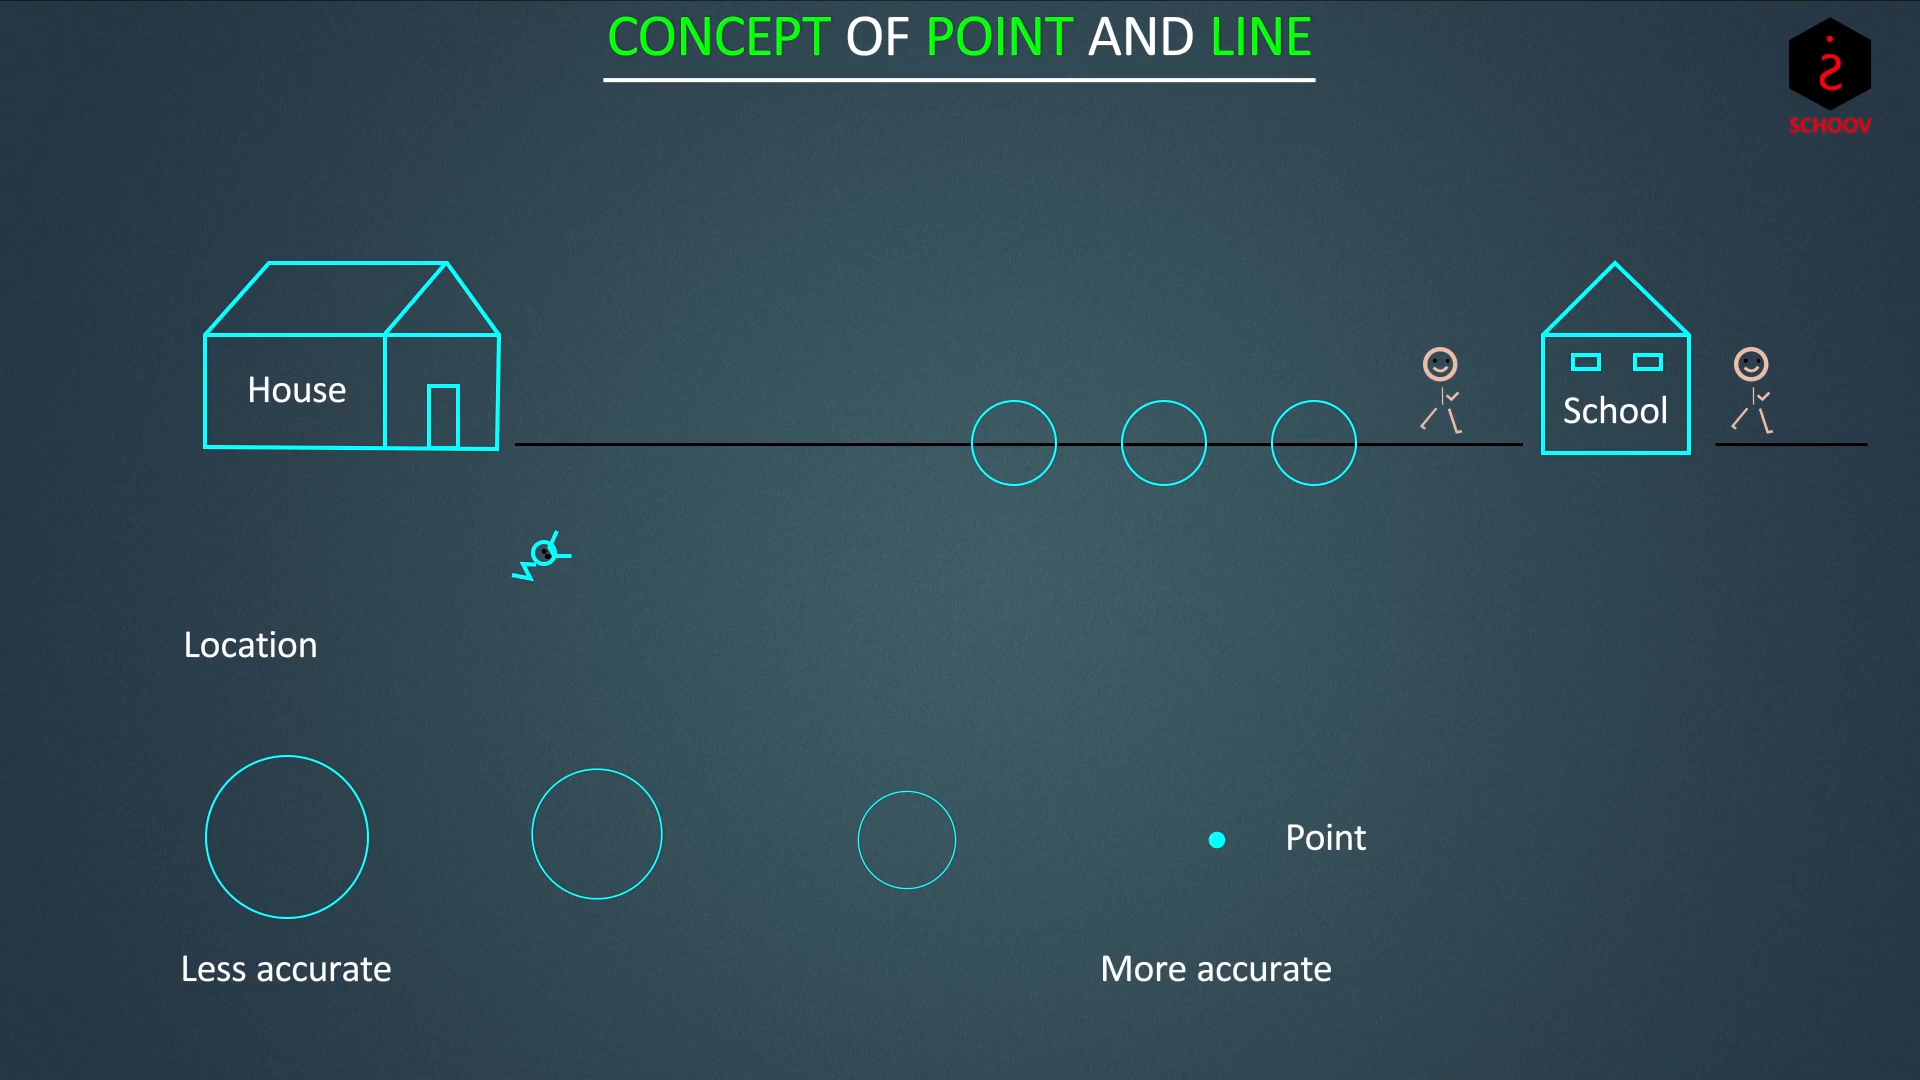 CONCEPT OF POINT AND LINE
SCHOOV
House
School
Location
Point
Less accurate
More accurate